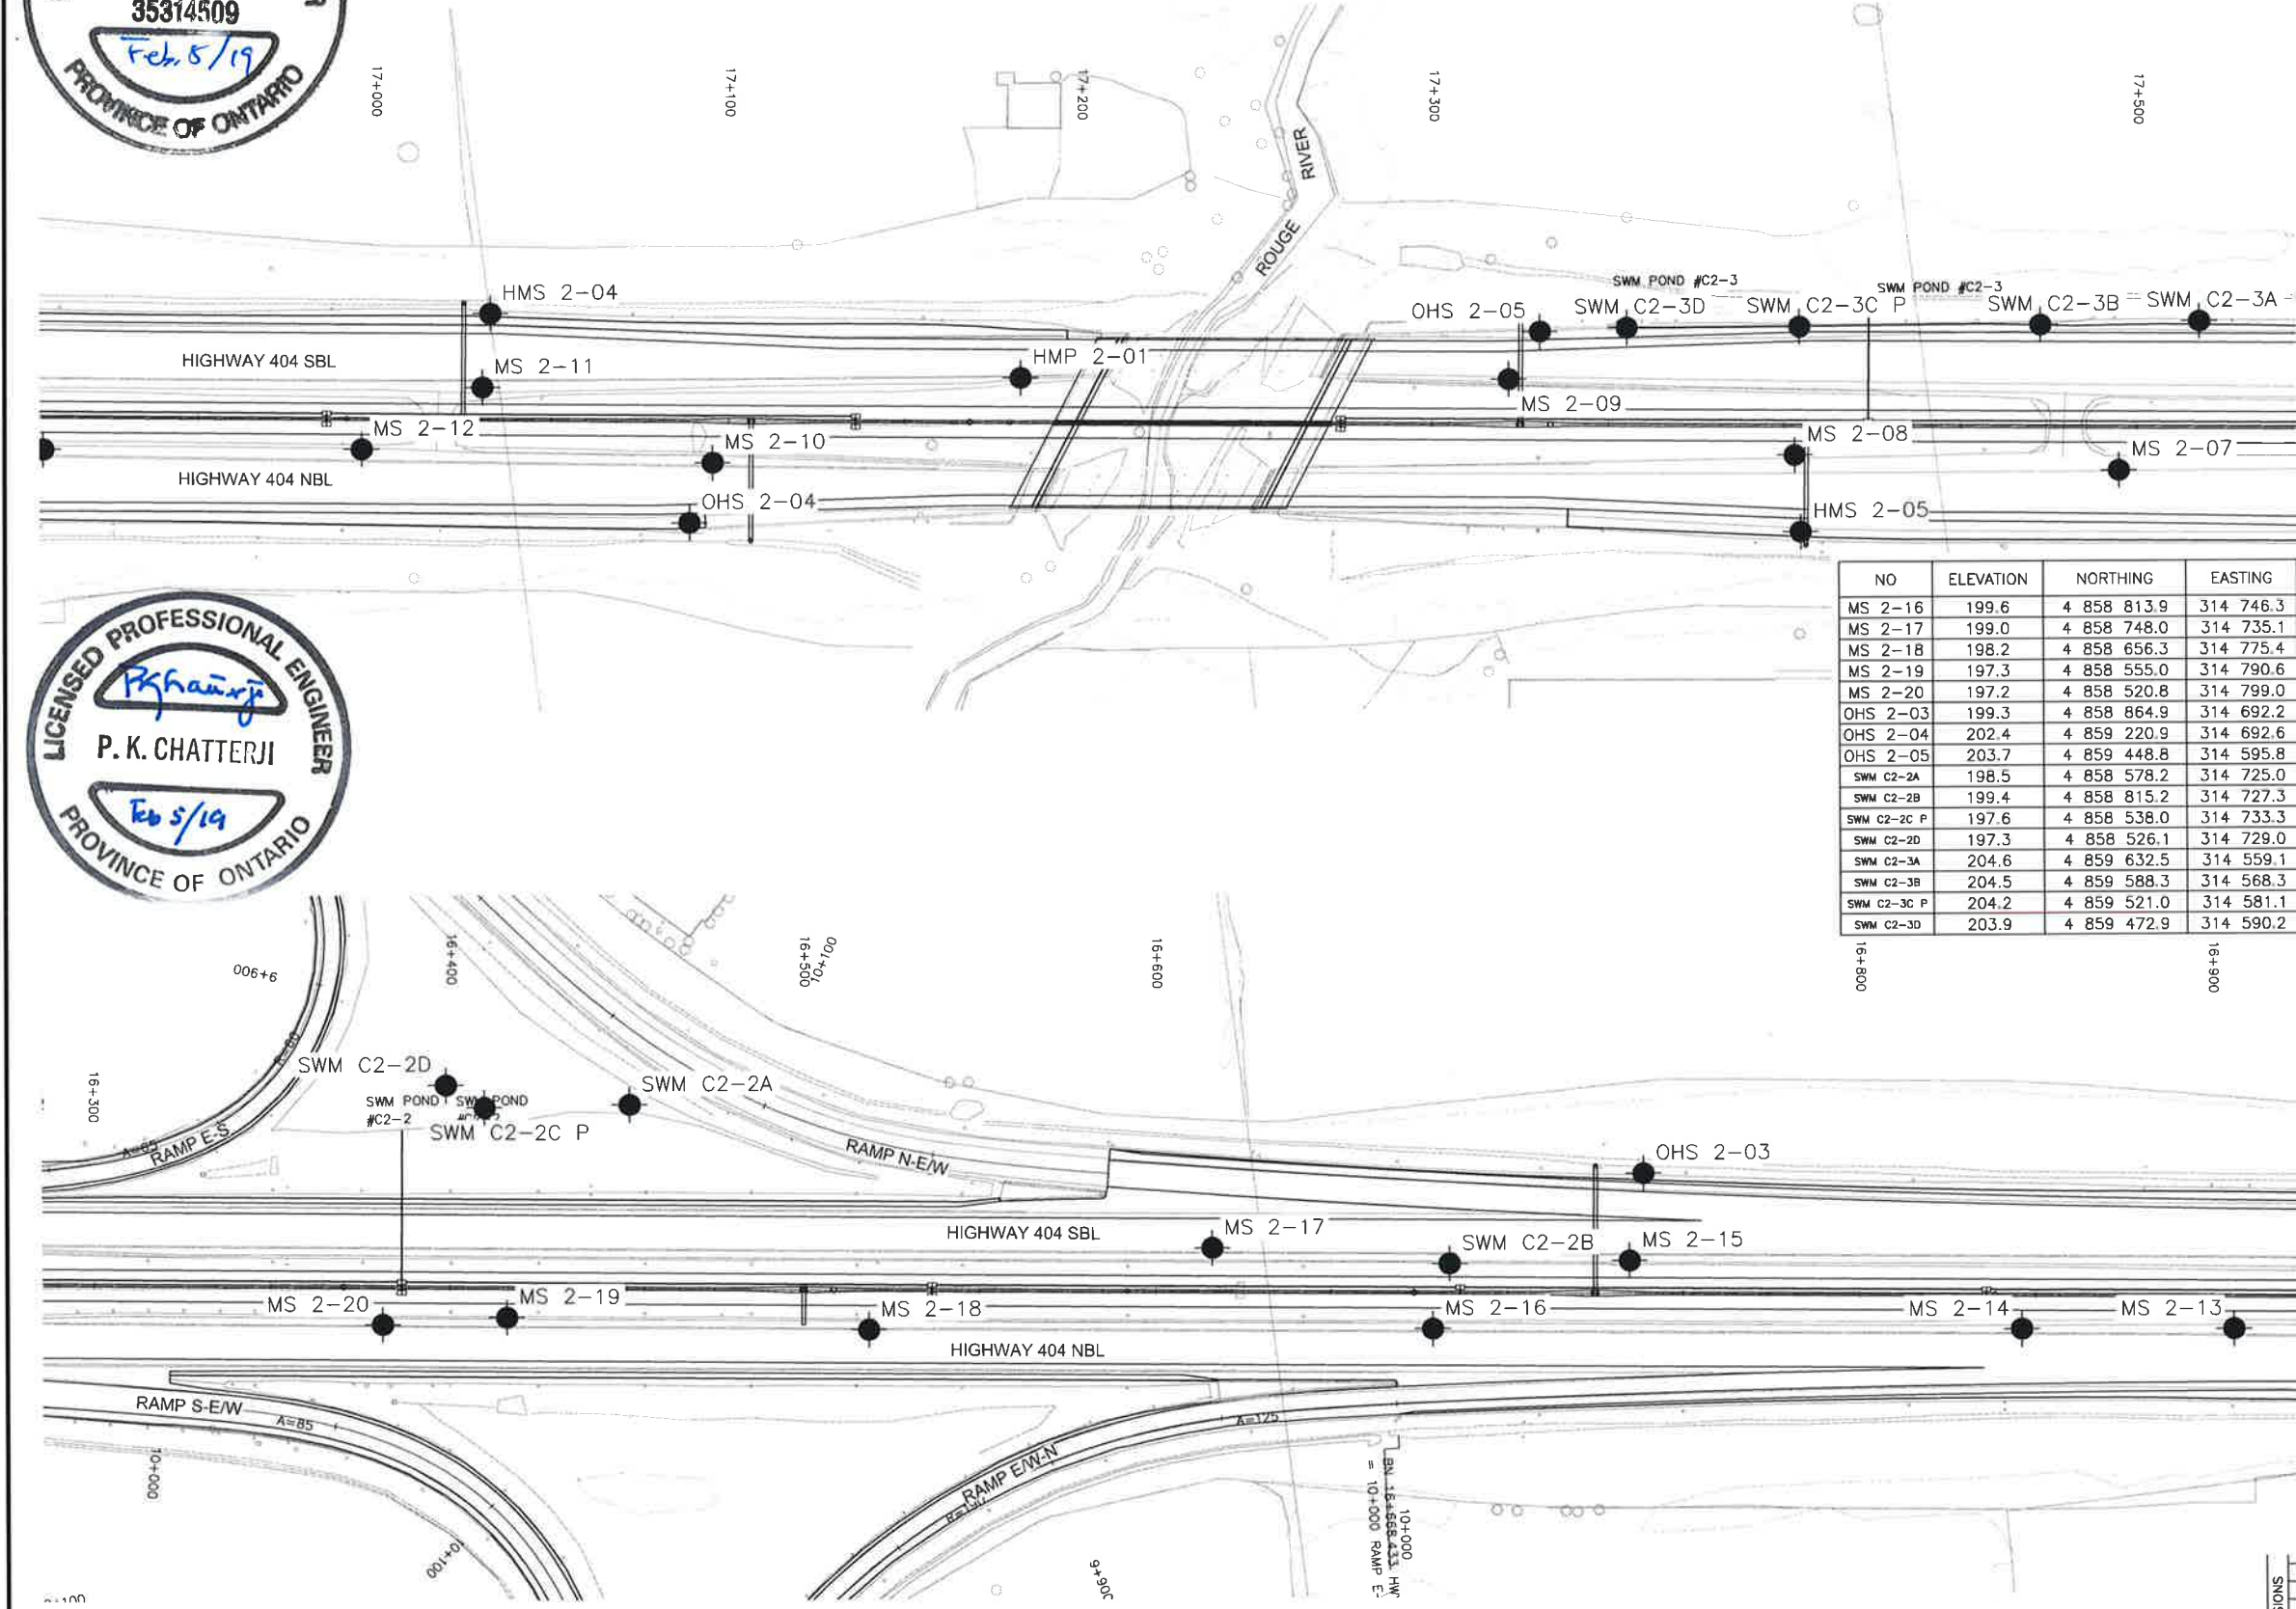 35314509
Feb. 5/19
PROVINCE OF ONTARIO
17+000
17+100
17+200
17+300
17+500
ROUGE RIVER
SWM POND #C2-3
SWM POND #C2-3
HMS 2-04
OHS 2-05
SWM C2-3D
SWM C2-3C P
SWM C2-3B
SWM C2-3A
HIGHWAY 404 SBL
MS 2-11
HMP 2-01
MS 2-09
MS 2-12
MS 2-10
MS 2-08
MS 2-07
HIGHWAY 404 NBL
OHS 2-04
HMS 2-05
NO ELEVATION NORTHING EASTING
MS 2-16 199.6 4 858 813.9 314 746.3
MS 2-17 199.0 4 858 748.0 314 735.1
MS 2-18 198.2 4 858 656.3 314 775.4
MS 2-19 197.3 4 858 555.0 314 790.6
MS 2-20 197.2 4 858 520.8 314 799.0
OHS 2-03 199.3 4 858 864.9 314 692.2
OHS 2-04 202.4 4 859 220.9 314 692.6
OHS 2-05 203.7 4 859 448.8 314 595.8
SWM C2-2A 198.5 4 858 578.2 314 725.0
SWM C2-2B 199.4 4 858 815.2 314 727.3
SWM C2-2C P 197.6 4 858 538.0 314 733.3
SWM C2-2D 197.3 4 858 526.1 314 729.0
SWM C2-3A 204.6 4 859 632.5 314 559.1
SWM C2-3B 204.5 4 859 588.3 314 568.3
SWM C2-3C P 204.2 4 859 521.0 314 581.1
SWM C2-3D 203.9 4 859 472.9 314 590.2
LICENSED PROFESSIONAL ENGINEER
P. K. CHATTERJI
Feb 5/19
PROVINCE OF ONTARIO
9+900
16+300
16+400
16+500
10+100
16+600
16+800
16+900
SWM C2-2D
SWM POND
#C2-2
SWM POND
SWM C2-2C P
SWM C2-2A
R=80
A=65
RAMP E-S
RAMP N-E/W
OHS 2-03
HIGHWAY 404 SBL
MS 2-17
SWM C2-2B
MS 2-15
MS 2-20
MS 2-19
MS 2-18
MS 2-16
MS 2-14
MS 2-13
HIGHWAY 404 NBL
RAMP S-E/W
A=85
A=125
RAMP E/W-N
10+000
10+100
9+900
10+000
BN 16+668.433 HW
= 10+000 RAMP E-